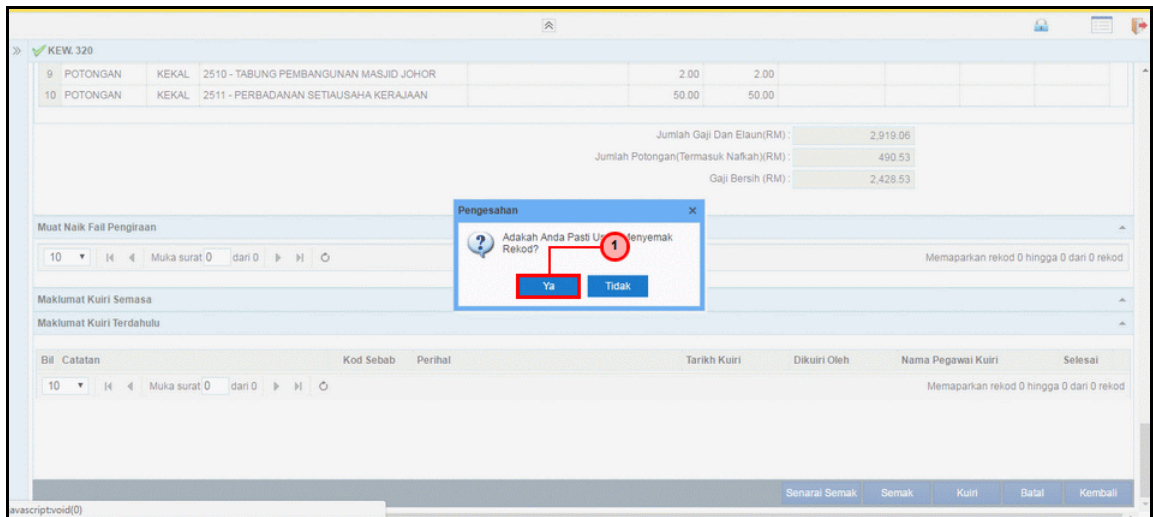 KEW. 320
9 POTONGAN KEKAL 2510 - TABUNG PEMBANGUNAN MASJID JOHOR 2.00 2.00
10 POTONGAN KEKAL 2511 - PERBADANAN SETIAUSAHA KERAJAAN 50.00 50.00
Jumlah Gaji Dan Elaun(RM) : 2,919.06
Jumlah Potongan(Termasuk Nafkah)(RM) : 490.53
Gaji Bersih (RM) : 2,428.53
Pengesahan x
Adakah Anda Pasti Menyemak
Rekod?
1
Ya Tidak
Muat Naik Fail Pengiraan
10 Muka surat 0 dari 0 Memaparkan rekod 0 hingga 0 dari 0 rekod
Maklumat Kuiri Semasa
Maklumat Kuiri Terdahulu
Bil Catatan Kod Sebab Perihal Tarikh Kuiri Dikuiri Oleh Nama Pegawai Kuiri Selesai
10 Muka surat 0 dari 0 Memaparkan rekod 0 hingga 0 dari 0 rekod
Senarai Semak Semak Kuiri Batal Kembali
avascript:void(0)